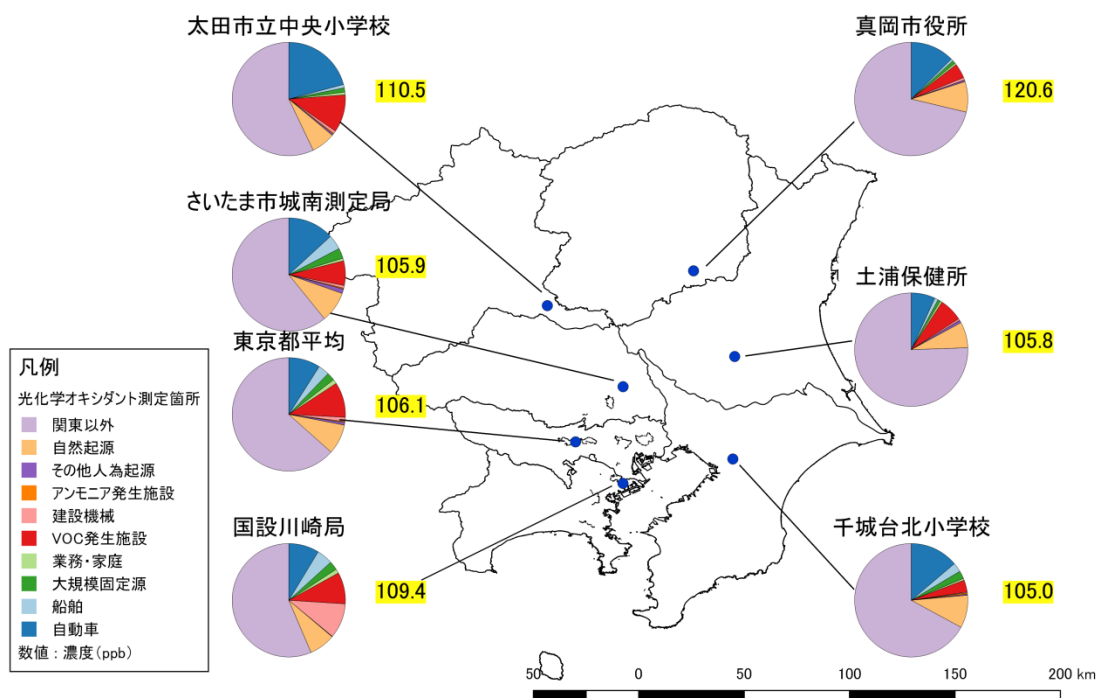 太田市立中央小学校
110.5
真岡市役所
120.6
さいたま市城南測定局
105.9
土浦保健所
105.8
東京都平均
106.1
国設川崎局
109.4
千城台北小学校
105.0
凡例
光化学オキシダント測定箇所
関東以外
自然起源
その他人為起源
アンモニア発生施設
建設機械
VOC発生施設
業務・家庭
大規模固定源
船舶
自動車
数値：濃度(ppb)
50 0 50 100 150 200 km